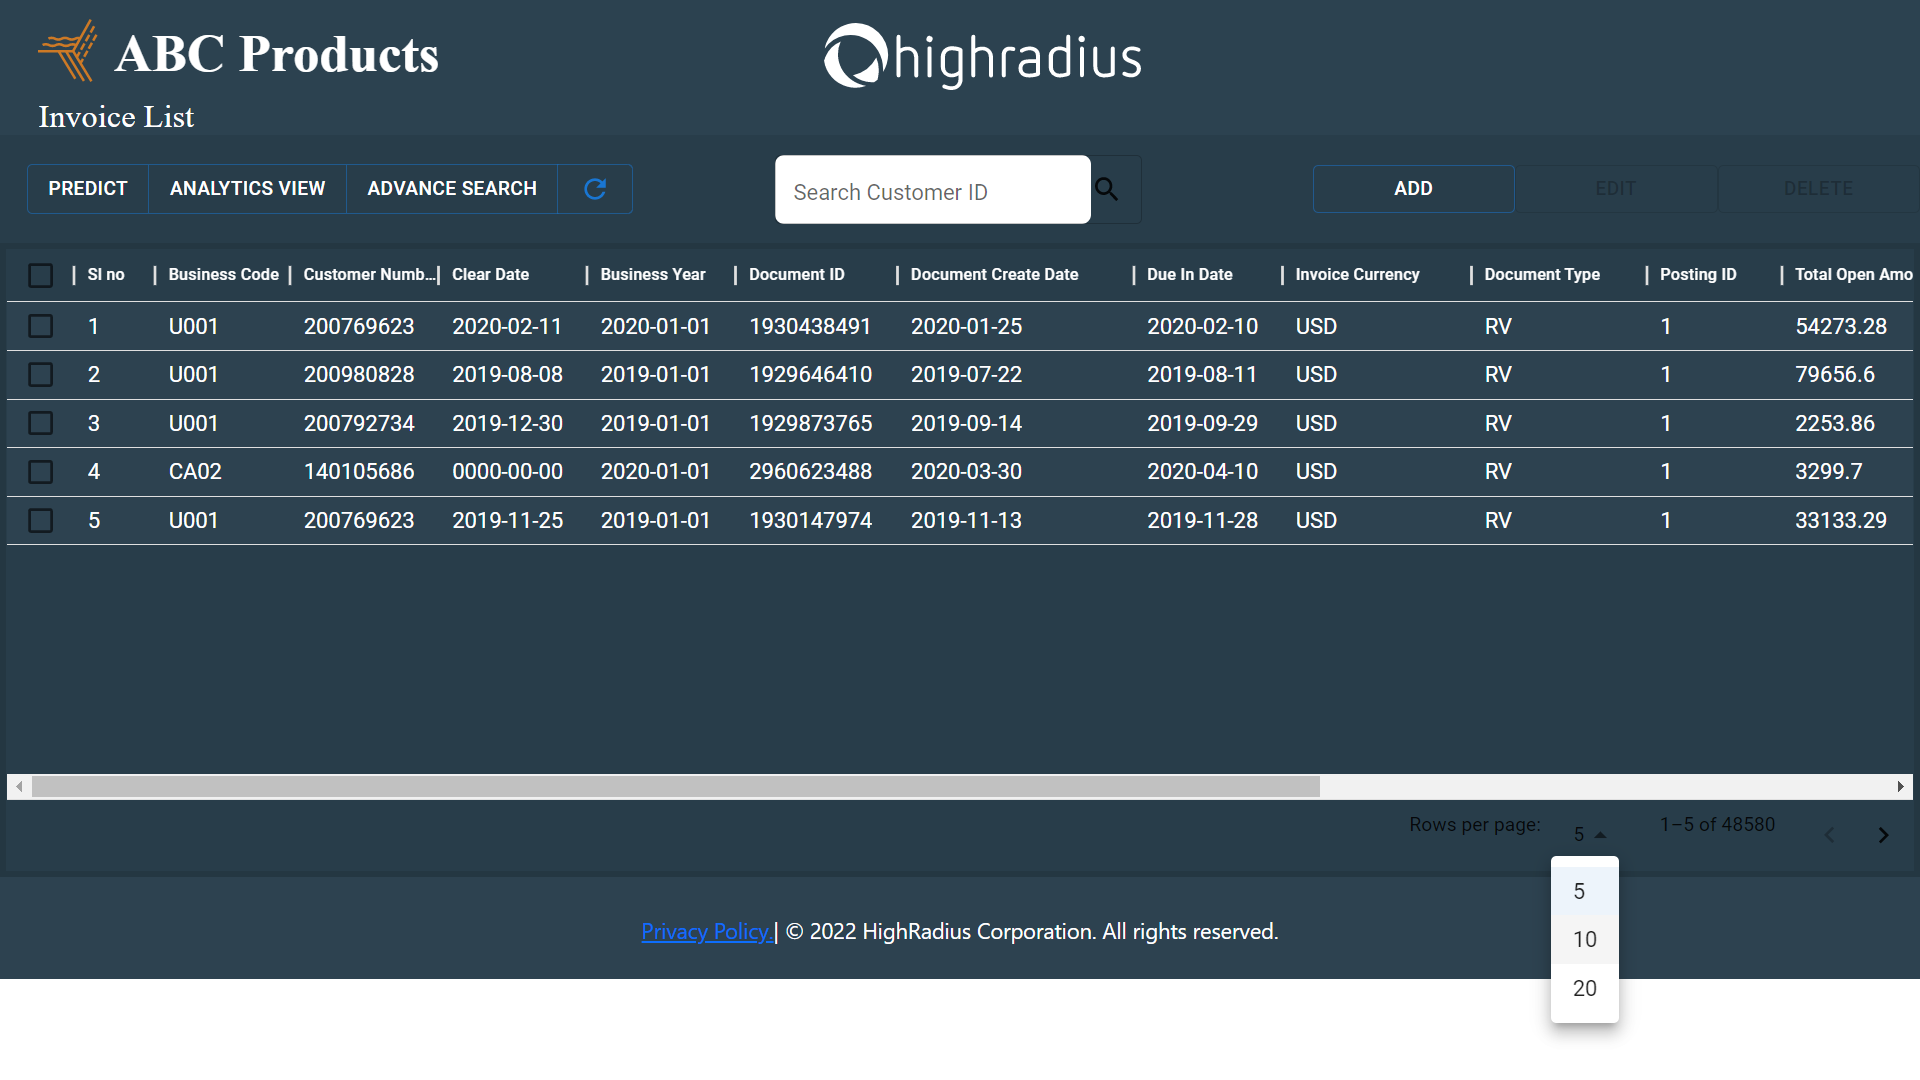 ABC Products
highradius
Invoice List
PREDICT ANALYTICS VIEW ADVANCE SEARCH Search Customer ID ADD EDIT DELETE
Sl no Business Code Customer Numb... Clear Date Business Year Document ID Document Create Date Due In Date Invoice Currency Document Type Posting ID Total Open Amo
1 U001 200769623 2020-02-11 2020-01-01 1930438491 2020-01-25 2020-02-10 USD RV 1 54273.28
2 U001 200980828 2019-08-08 2019-01-01 1929646410 2019-07-22 2019-08-11 USD RV 1 79656.6
3 U001 200792734 2019-12-30 2019-01-01 1929873765 2019-09-14 2019-09-29 USD RV 1 2253.86
4 CA02 140105686 0000-00-00 2020-01-01 2960623488 2020-03-30 2020-04-10 USD RV 1 3299.7
5 U001 200769623 2019-11-25 2019-01-01 1930147974 2019-11-13 2019-11-28 USD RV 1 33133.29
Rows per page: 5 1–5 of 48580
5
10
20
Privacy Policy | © 2022 HighRadius Corporation. All rights reserved.